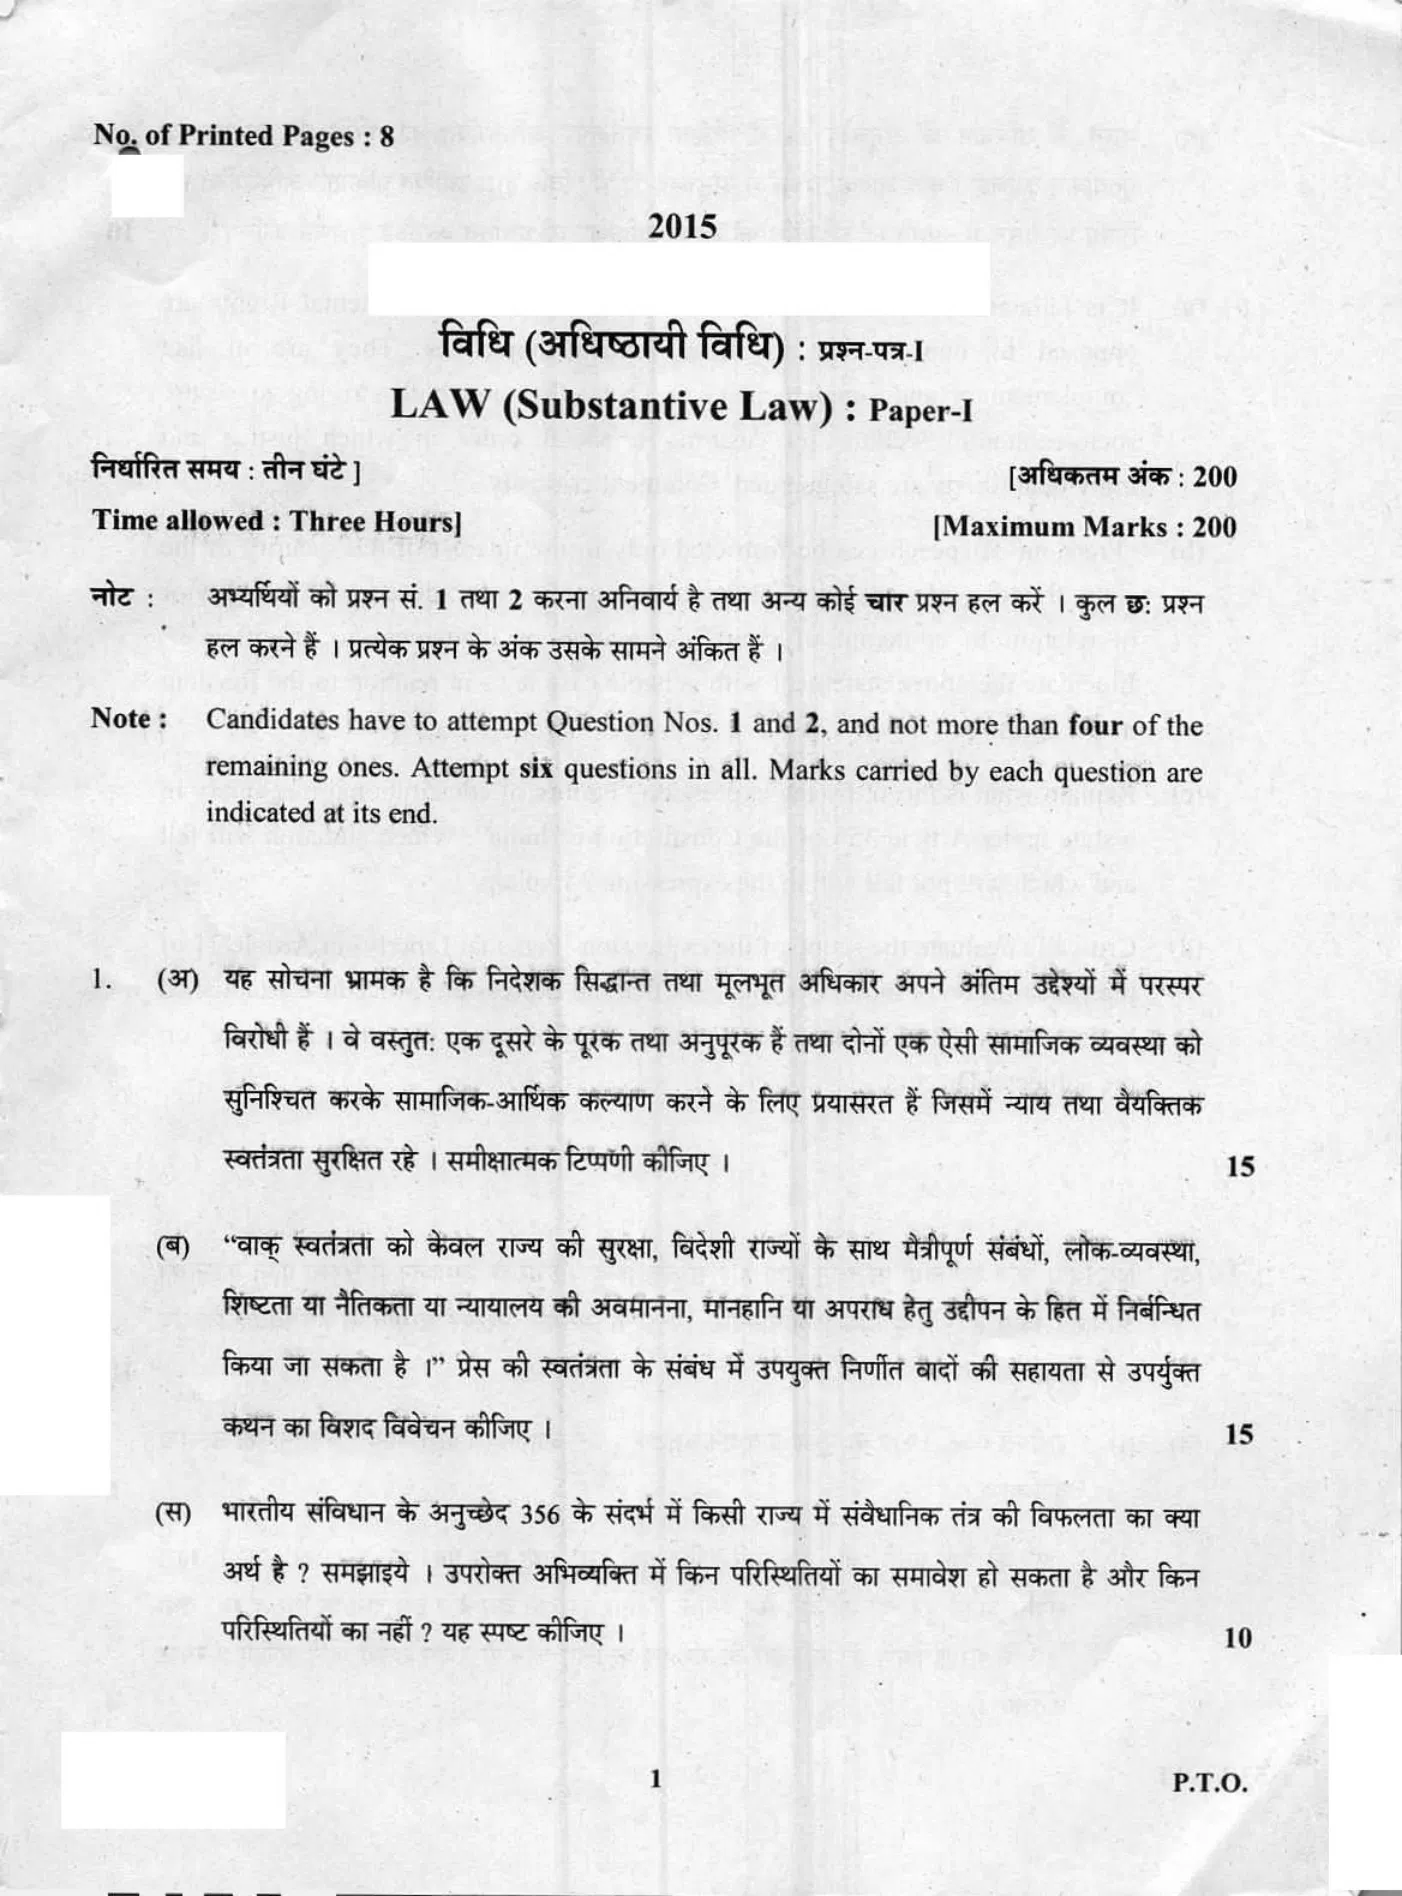 No. of Printed Pages : 8
2015
विधि (अधिष्ठायी विधि) : प्रश्न-पत्र-I
LAW (Substantive Law) : Paper-I
निर्धारित समय : तीन घंटे ]
[अधिकतम अंक : 200
Time allowed : Three Hours]
[Maximum Marks : 200
नोट : अभ्यर्थियों को प्रश्न सं. 1 तथा 2 करना अनिवार्य है तथा अन्य कोई चार प्रश्न हल करें । कुल छः प्रश्न
हल करने हैं । प्रत्येक प्रश्न के अंक उसके सामने अंकित हैं ।
Note : Candidates have to attempt Question Nos. 1 and 2, and not more than four of the
remaining ones. Attempt six questions in all. Marks carried by each question are
indicated at its end.
1. (अ) यह सोचना भ्रामक है कि निदेशक सिद्धान्त तथा मूलभूत अधिकार अपने अंतिम उद्देश्यों में परस्पर
विरोधी हैं । वे वस्तुतः एक दूसरे के पूरक तथा अनुपूरक हैं तथा दोनों एक ऐसी सामाजिक व्यवस्था को
सुनिश्चित करके सामाजिक-आर्थिक कल्याण करने के लिए प्रयासरत हैं जिसमें न्याय तथा वैयक्तिक
स्वतंत्रता सुरक्षित रहे । समीक्षात्मक टिप्पणी कीजिए । 15
(ब) “वाक् स्वतंत्रता को केवल राज्य की सुरक्षा, विदेशी राज्यों के साथ मैत्रीपूर्ण संबंधों, लोक-व्यवस्था,
शिष्टता या नैतिकता या न्यायालय की अवमानना, मानहानि या अपराध हेतु उद्दीपन के हित में निर्बन्धित
किया जा सकता है ।” प्रेस की स्वतंत्रता के संबंध में उपयुक्त निर्णीत वादों की सहायता से उपर्युक्त
कथन का विशद विवेचन कीजिए । 15
(स) भारतीय संविधान के अनुच्छेद 356 के संदर्भ में किसी राज्य में संवैधानिक तंत्र की विफलता का क्या
अर्थ है ? समझाइये । उपरोक्त अभिव्यक्ति में किन परिस्थितियों का समावेश हो सकता है और किन
परिस्थितियों का नहीं ? यह स्पष्ट कीजिए । 10
1
P.T.O.